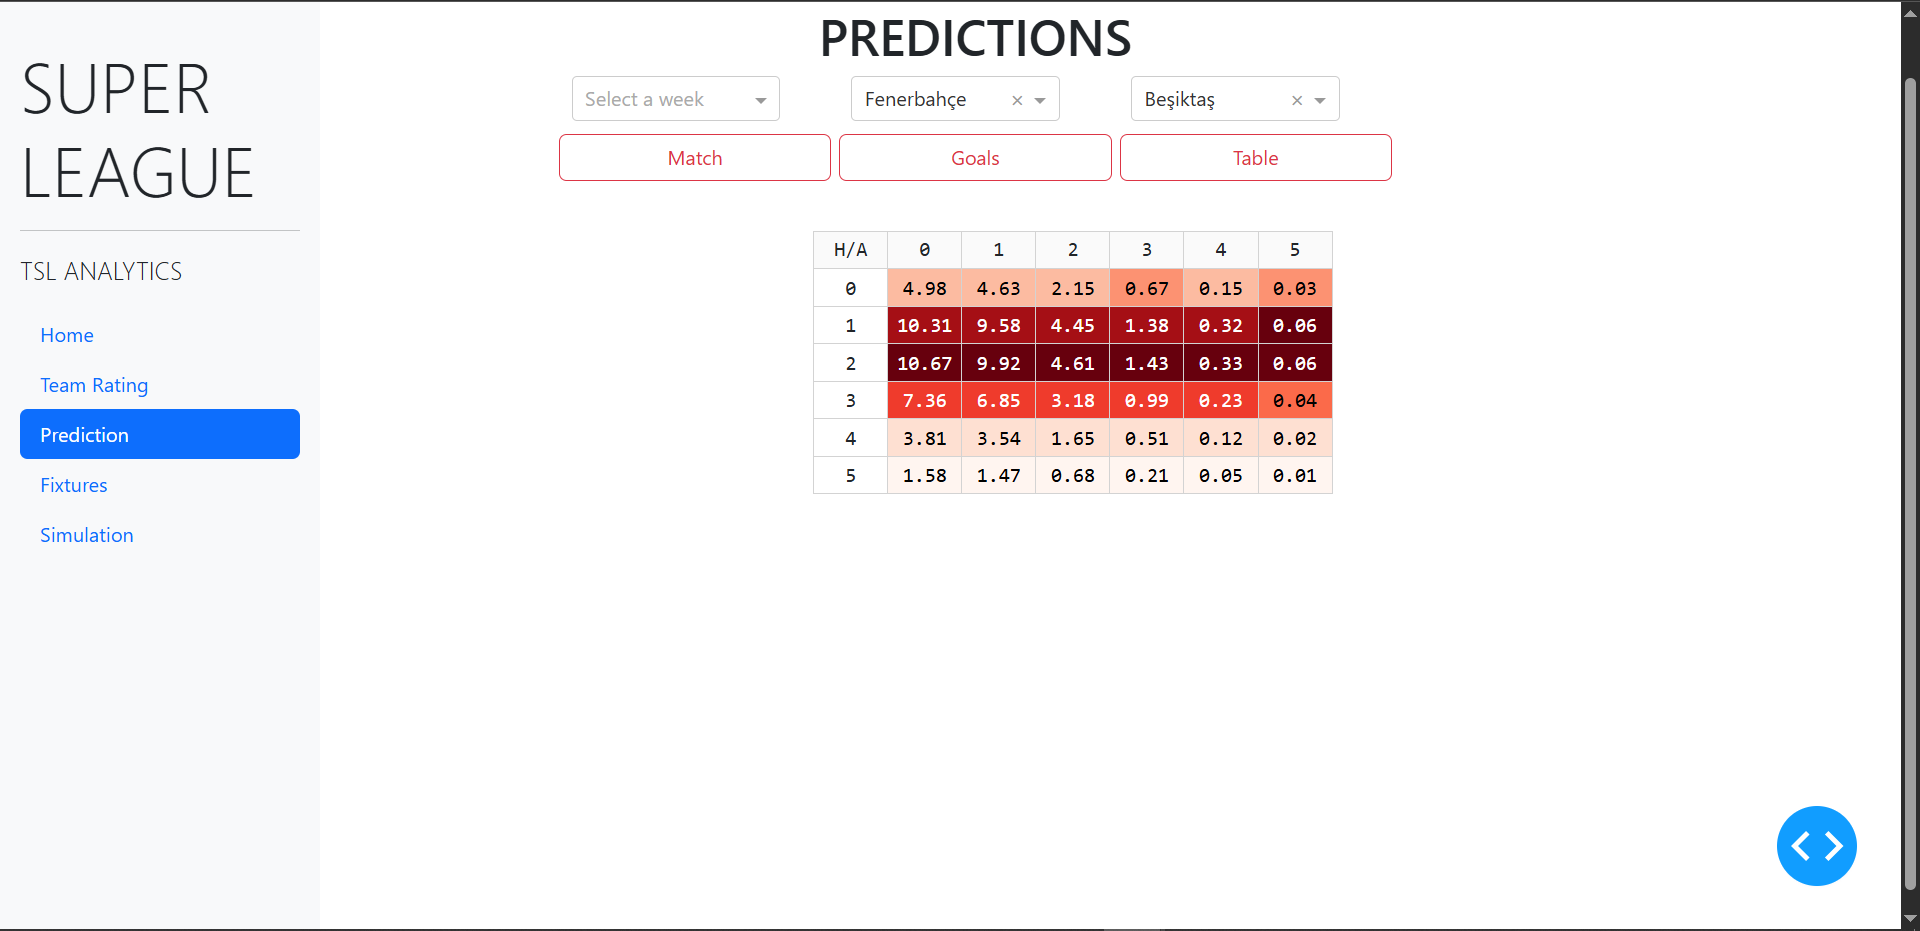 SUPER
LEAGUE
TSL ANALYTICS
Home
Team Rating
Prediction
Fixtures
Simulation
PREDICTIONS
Select a week Fenerbahçe × Beşiktaş ×
Match Goals Table
H/A 0 1 2 3 4 5
0 4.98 4.63 2.15 0.67 0.15 0.03
1 10.31 9.58 4.45 1.38 0.32 0.06
2 10.67 9.92 4.61 1.43 0.33 0.06
3 7.36 6.85 3.18 0.99 0.23 0.04
4 3.81 3.54 1.65 0.51 0.12 0.02
5 1.58 1.47 0.68 0.21 0.05 0.01